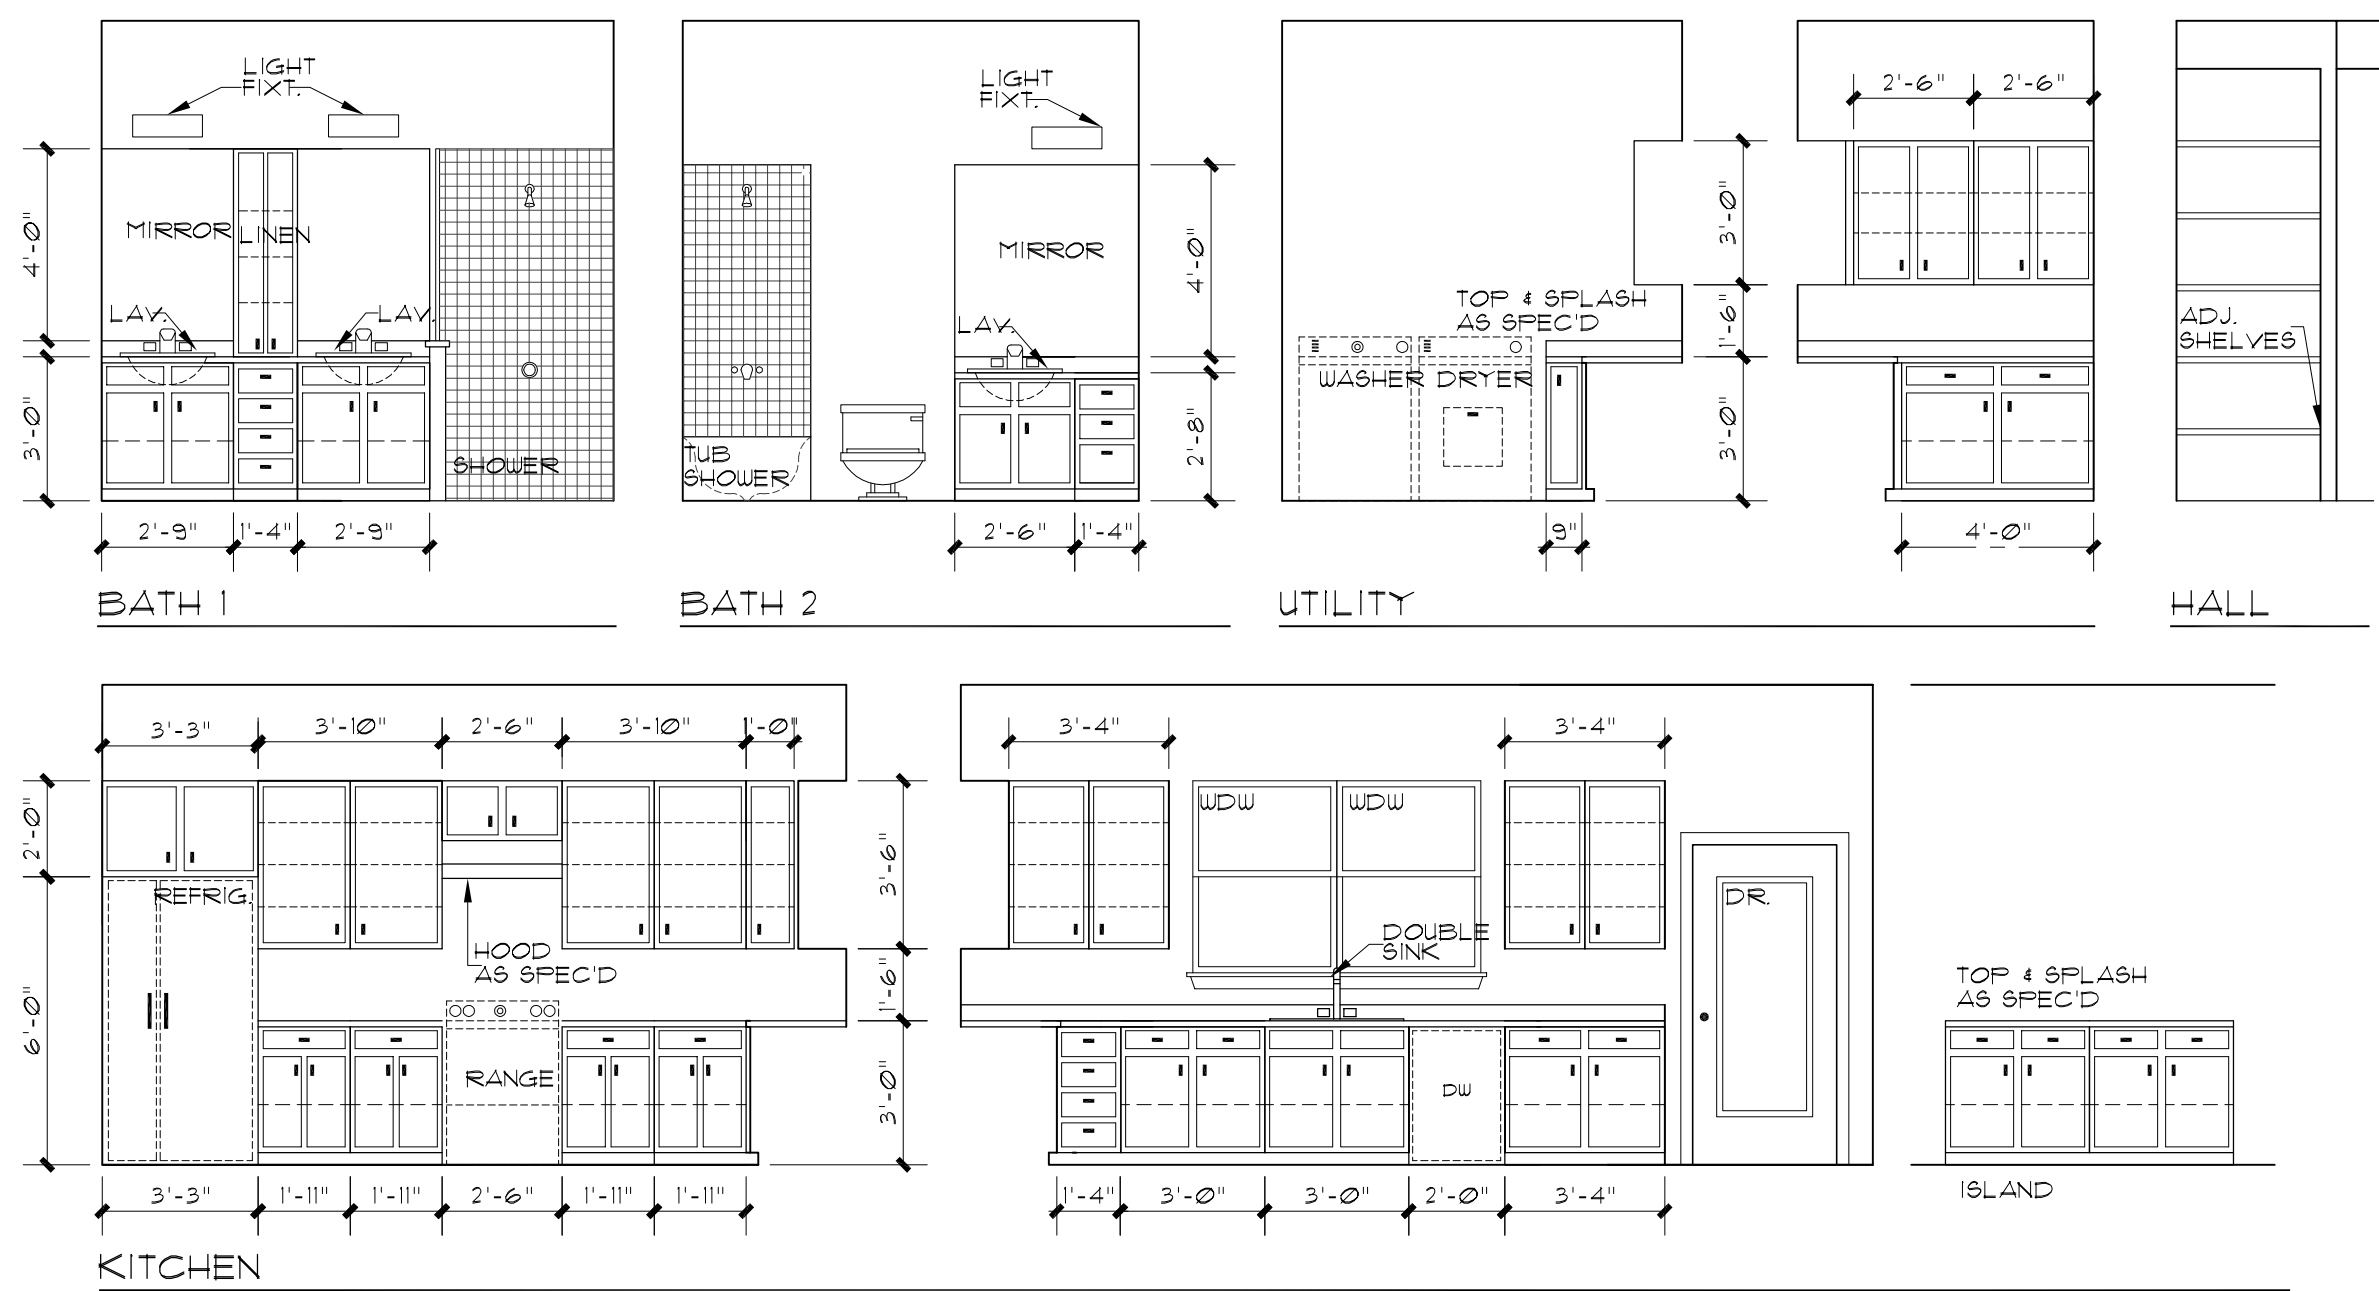 LIGHT
FIXT.
4'-0"
MIRROR
LINEN
LAV.
LAV.
3'-0"
SHOWER
2'-9"
1'-4"
2'-9"
BATH 1
LIGHT
FIXT.
MIRROR
4'-0"
LAV.
TUB
SHOWER
2'-8"
2'-6"
1'-4"
BATH 2
2'-6"
2'-6"
3'-0"
TOP & SPLASH
AS SPEC'D
1'-6"
WASHER
DRYER
3'-0"
9"
4'-0"
UTILITY
ADJ.
SHELVES
HALL
3'-3"
3'-10"
2'-6"
3'-10"
1'-0"
2'-0"
REFRIG.
3'-6"
HOOD
AS SPEC'D
1'-6"
6'-0"
RANGE
3'-0"
3'-3"
1'-11"
1'-11"
2'-6"
1'-11"
1'-11"
3'-4"
3'-4"
WDW
WDW
DR.
DOUBLE
SINK
DW
1'-4"
3'-0"
3'-0"
2'-0"
3'-4"
TOP & SPLASH
AS SPEC'D
ISLAND
KITCHEN